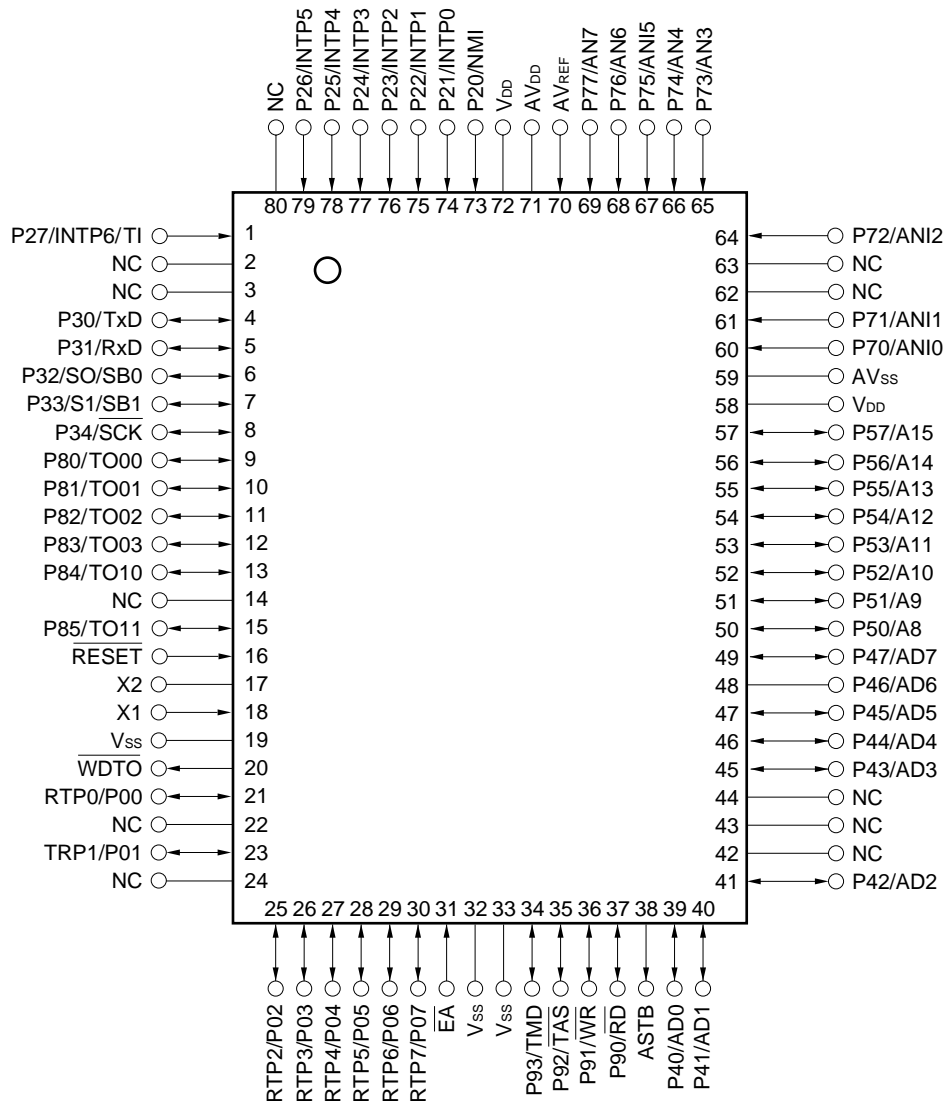 NC
P26/INTP5
P25/INTP4
P24/INTP3
P23/INTP2
P22/INTP1
P21/INTP0
P20/NMI
VDD
AVDD
AVREF
P77/AN7
P76/AN6
P75/ANI5
P74/AN4
P73/AN3
80 79 78 77 76 75 74 73 72 71 70 69 68 67 66 65
P27/INTP6/TI 1
NC 2
NC 3
P30/TxD 4
P31/RxD 5
P32/SO/SB0 6
P33/S1/SB1 7
P34/SCK 8
P80/TO00 9
P81/TO01 10
P82/TO02 11
P83/TO03 12
P84/TO10 13
NC 14
P85/TO11 15
RESET 16
X2 17
X1 18
VSS 19
WDTO 20
RTP0/P00 21
NC 22
TRP1/P01 23
NC 24
64 P72/ANI2
63 NC
62 NC
61 P71/ANI1
60 P70/ANI0
59 AVSS
58 VDD
57 P57/A15
56 P56/A14
55 P55/A13
54 P54/A12
53 P53/A11
52 P52/A10
51 P51/A9
50 P50/A8
49 P47/AD7
48 P46/AD6
47 P45/AD5
46 P44/AD4
45 P43/AD3
44 NC
43 NC
42 NC
41 P42/AD2
25 26 27 28 29 30 31 32 33 34 35 36 37 38 39 40
RTP2/P02
RTP3/P03
RTP4/P04
RTP5/P05
RTP6/P06
RTP7/P07
EA
VSS
VSS
P93/TMD
P92/TAS
P91/WR
P90/RD
ASTB
P40/AD0
P41/AD1